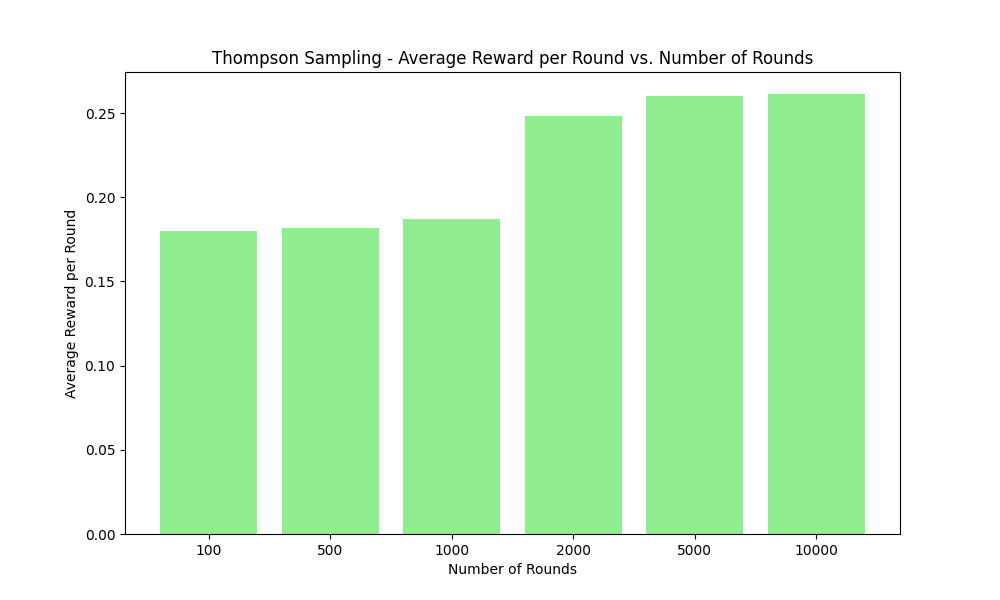 Thompson Sampling - Average Reward per Round vs. Number of Rounds
Average Reward per Round
0.25
0.20
0.15
0.10
0.05
0.00
100 500 1000 2000 5000 10000
Number of Rounds